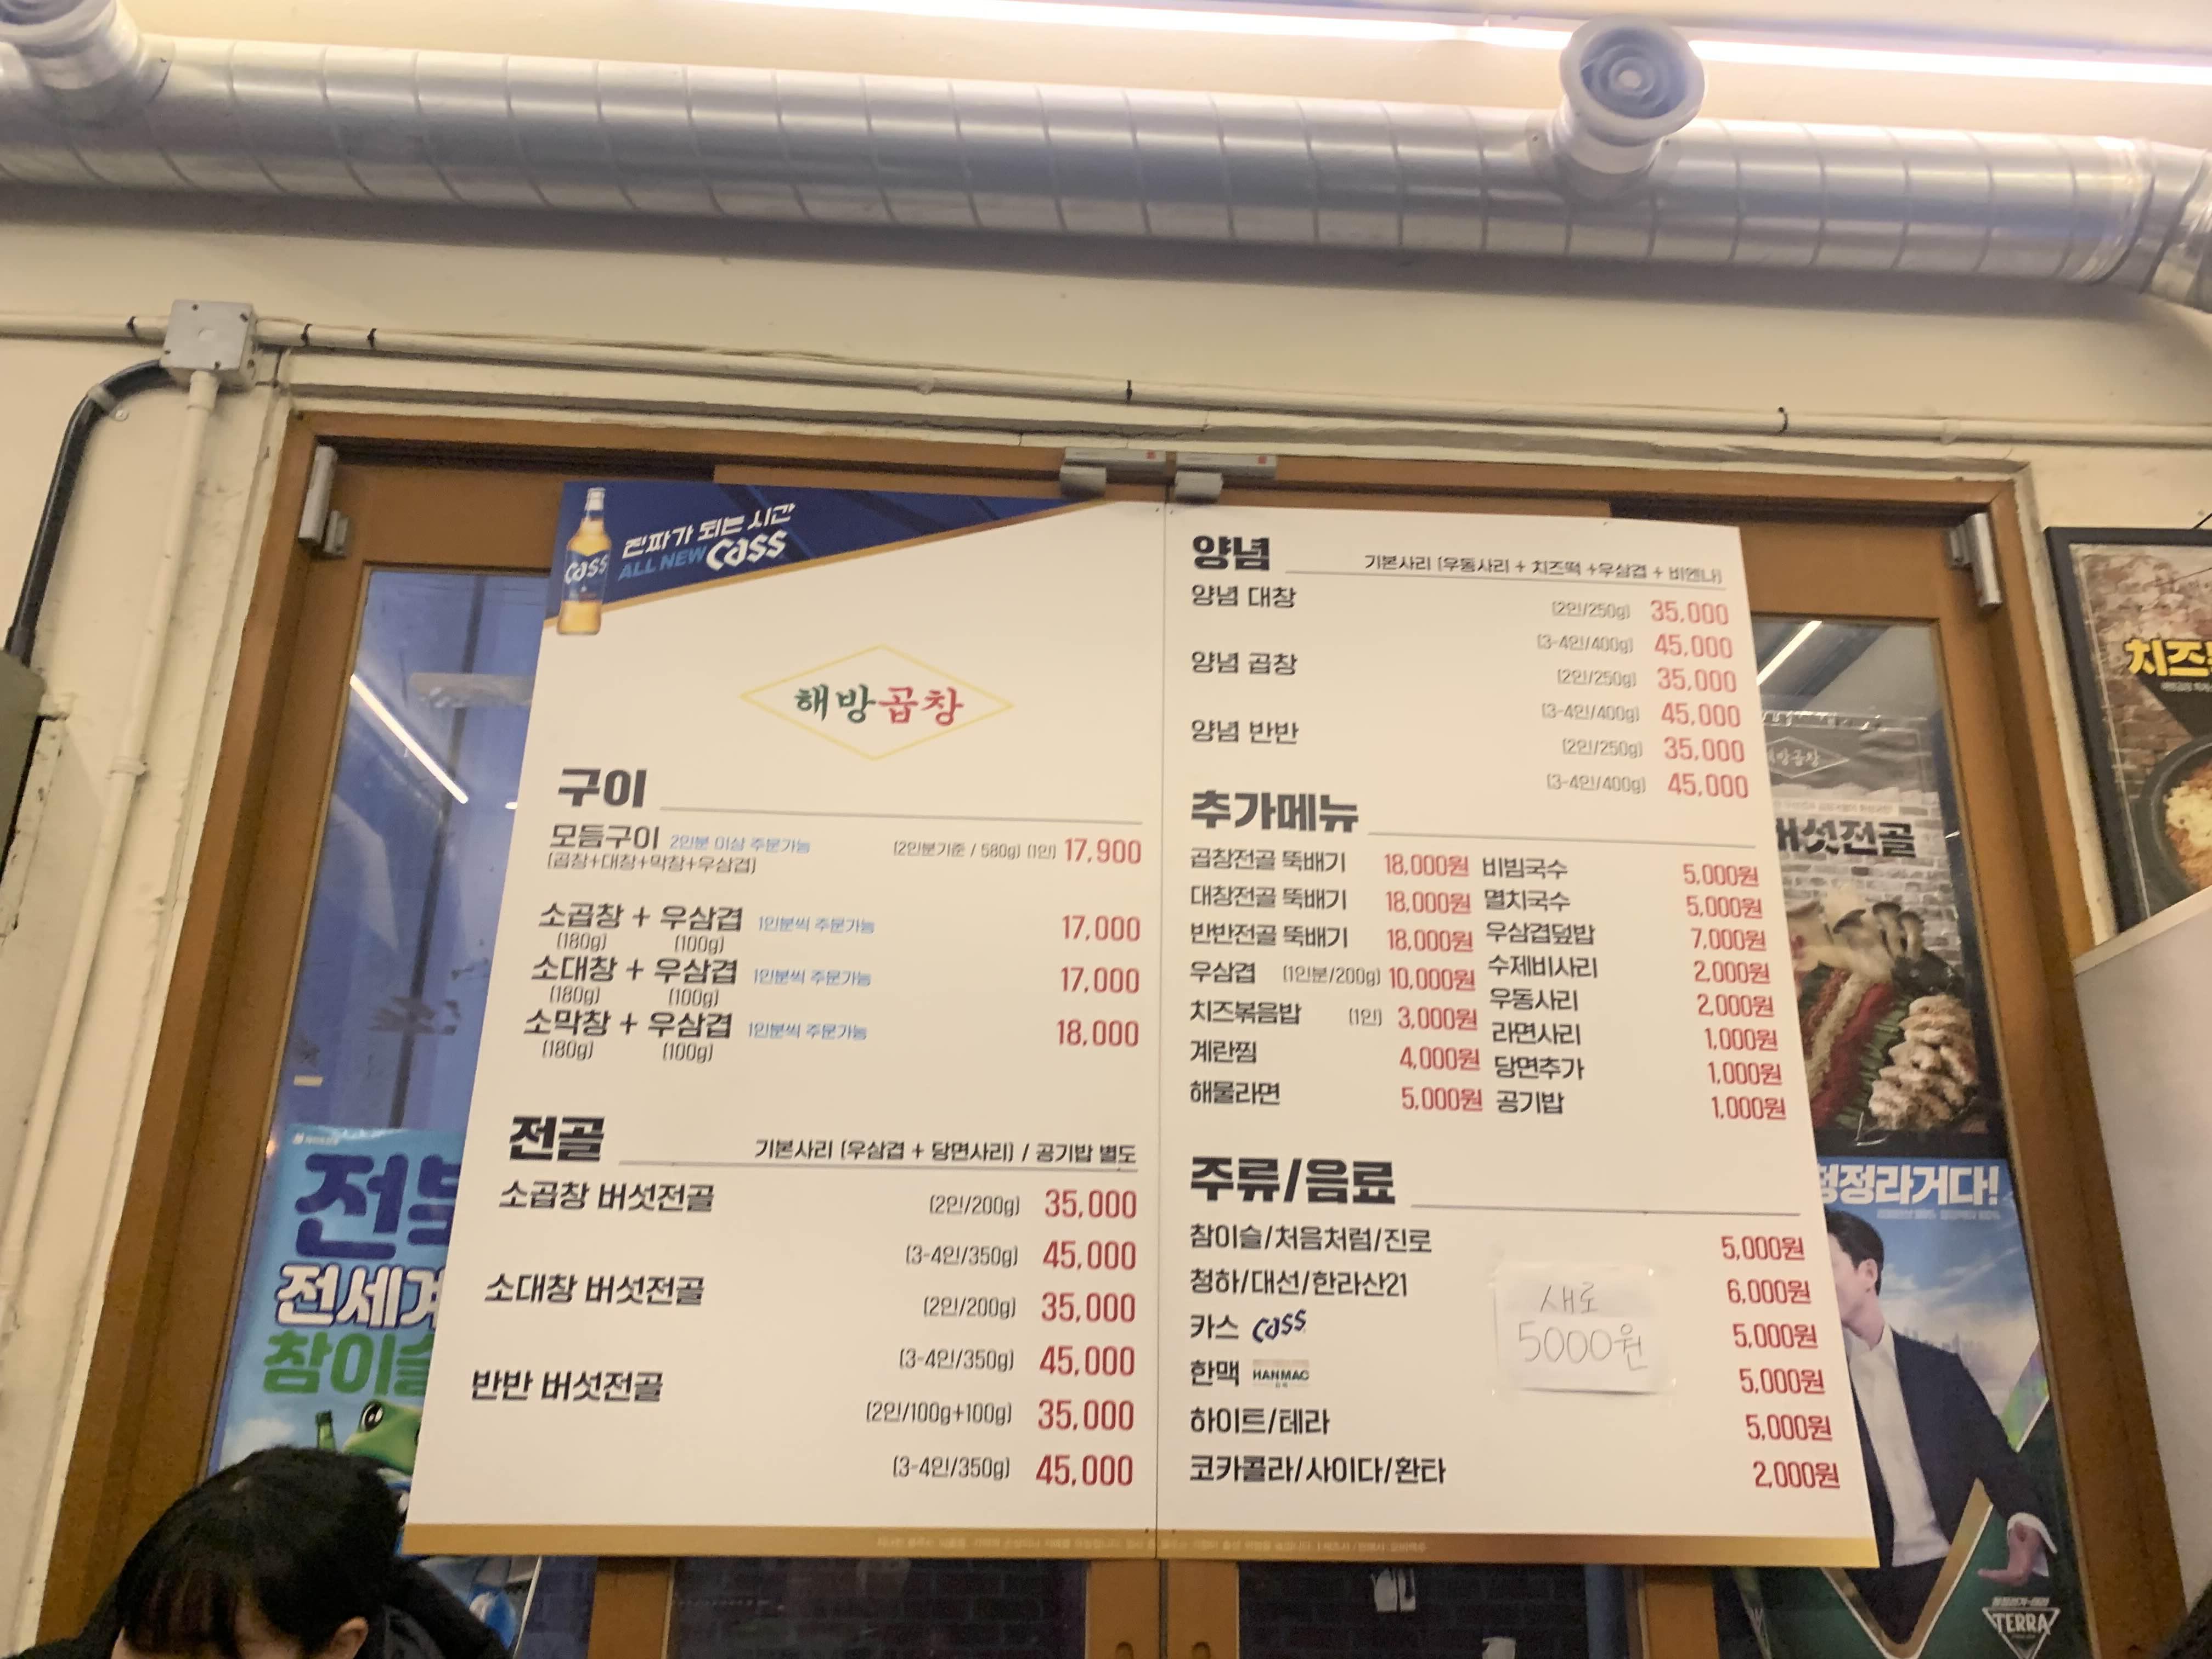 진짜가 되는 시간
ALL NEW Cass
Cass
해방곱창
구이
모듬구이 2인분 이상 주문가능 (2인분기준 / 580g) (1인) 17,900
(곱창+대창+막창+우삼겹)
소곱창 + 우삼겹 1인분씩 주문가능 17,000
(180g) (100g)
소대창 + 우삼겹 1인분씩 주문가능 17,000
(180g) (100g)
소막창 + 우삼겹 1인분씩 주문가능 18,000
(180g) (100g)
전골 기본사리 (우삼겹 + 당면사리) / 공기밥 별도
소곱창 버섯전골 (2인/200g) 35,000
(3-4인/350g) 45,000
소대창 버섯전골 (2인/200g) 35,000
(3-4인/350g) 45,000
반반 버섯전골 (2인/100g+100g) 35,000
(3-4인/350g) 45,000
양념 기본사리 (우동사리 + 치즈떡 +우삼겹 + 비엔나)
양념 대창 (2인/250g) 35,000
(3-4인/400g) 45,000
양념 곱창 (2인/250g) 35,000
(3-4인/400g) 45,000
양념 반반 (2인/250g) 35,000
(3-4인/400g) 45,000
추가메뉴
곱창전골 뚝배기 18,000원 비빔국수 5,000원
대창전골 뚝배기 18,000원 멸치국수 5,000원
반반전골 뚝배기 18,000원 우삼겹덮밥 7,000원
우삼겹 (1인분/200g) 10,000원 수제비사리 2,000원
치즈볶음밥 (1인) 3,000원 우동사리 2,000원
계란찜 4,000원 라면사리 1,000원
해물라면 5,000원 당면추가 1,000원
공기밥 1,000원
주류/음료
참이슬/처음처럼/진로 5,000원
청하/대선/한라산21 6,000원
카스 Cass 5,000원
한맥 HANMAC 5,000원
하이트/테라 5,000원
코카콜라/사이다/환타 2,000원
새로
5000원
전세계
참이슬
버섯전골
청정라거다!
TERRA
치즈